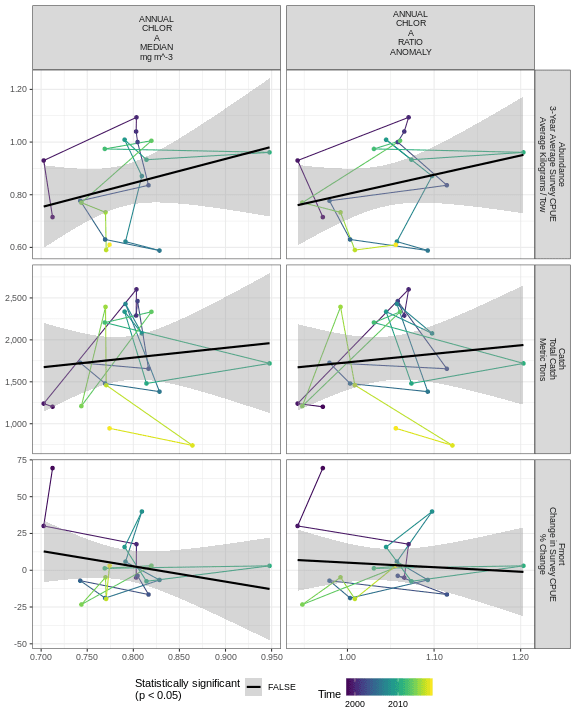 ANNUAL
CHLOR
A
MEDIAN
mg m^-3
ANNUAL
CHLOR
A
RATIO
ANOMALY
1.20
1.00
0.80
0.60
Abundance
3-Year Average Survey CPUE
Average Kilograms / Tow
2,500
2,000
1,500
1,000
Catch
Total Catch
Metric Tons
75
50
25
0
-25
-50
Fmort
Change in Survey CPUE
% Change
0.700
0.750
0.800
0.850
0.900
0.950
1.00
1.10
1.20
Statistically significant
(p < 0.05)
FALSE
Time
2000
2010